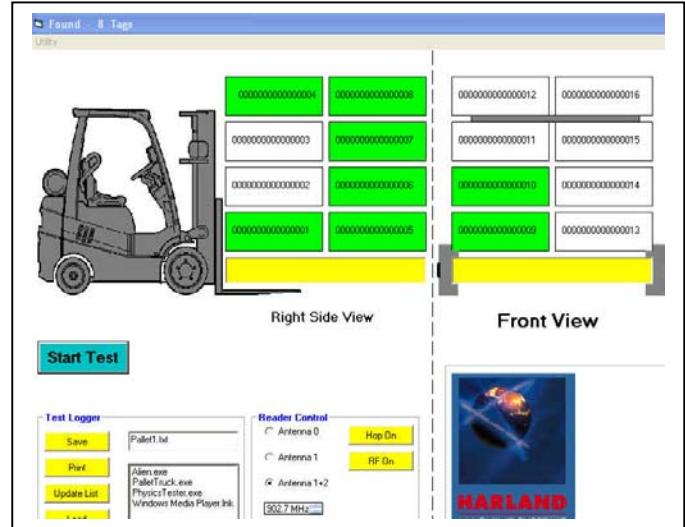 Found - 8 Tags
Utility
0000000000000004 0000000000000008
0000000000000003 0000000000000007
0000000000000002 0000000000000006
0000000000000001 0000000000000005
0000000000000012 0000000000000016
0000000000000011 0000000000000015
0000000000000010 0000000000000014
0000000000000009 0000000000000013
Right Side View
Front View
Start Test
Test Logger
Save
Pallet1.txt
Print
Update List
Load
Alien.exe
PalletTruck.exe
PhysicsTester.exe
Windows Media Player.lnk
Reader Control
Antenna 0
Antenna 1
Antenna 1+2
Hop On
RF On
902.7 MHz
HARLAND